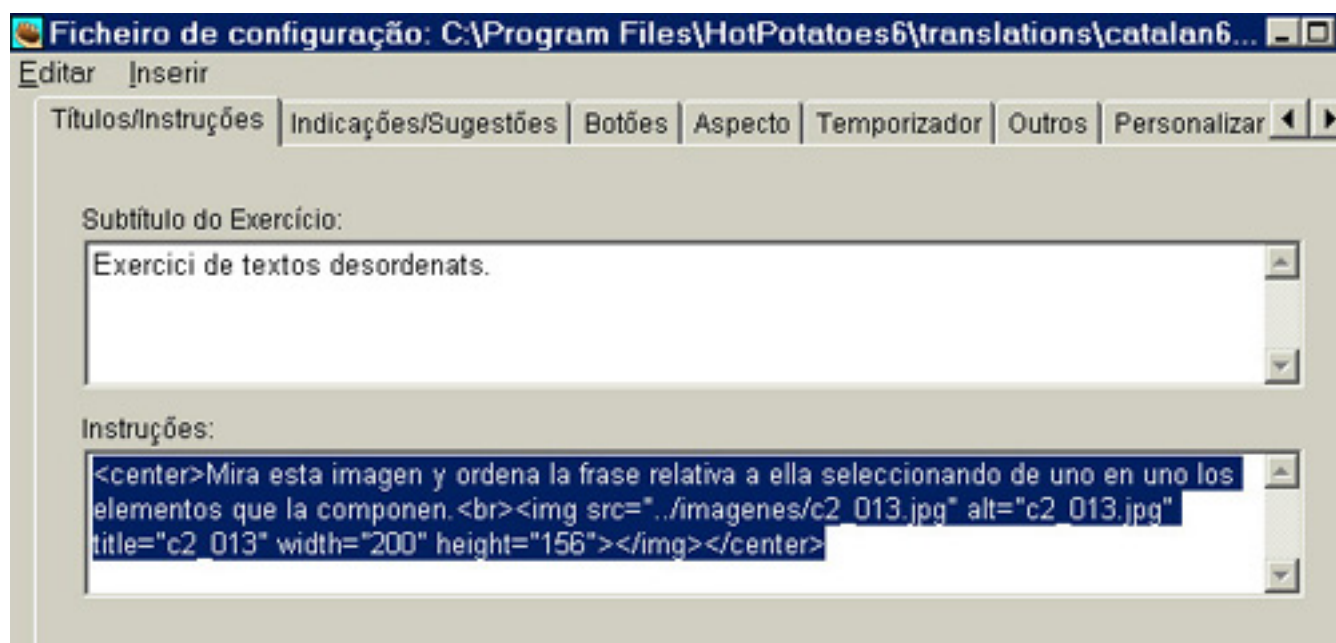 Ficheiro de configuração: C:\Program Files\HotPotatoes6\translations\catalan6...
Editar Inserir
Títulos/Instruções Indicações/Sugestões Botões Aspecto Temporizador Outros Personalizar
Subtítulo do Exercício:
Exercici de textos desordenats.
Instruções:
<center>Mira esta imagen y ordena la frase relativa a ella seleccionando de uno en uno los
elementos que la componen.<br><img src="../imagenes/c2_013.jpg" alt="c2_013.jpg"
title="c2_013" width="200" height="156"></img></center>